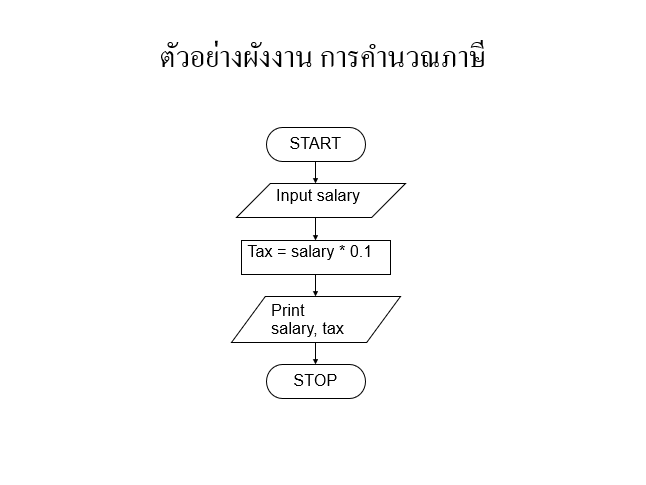 ตัวอย่างผังงาน การคำนวณภาษี
START
Input salary
Tax = salary * 0.1
Print
salary, tax
STOP